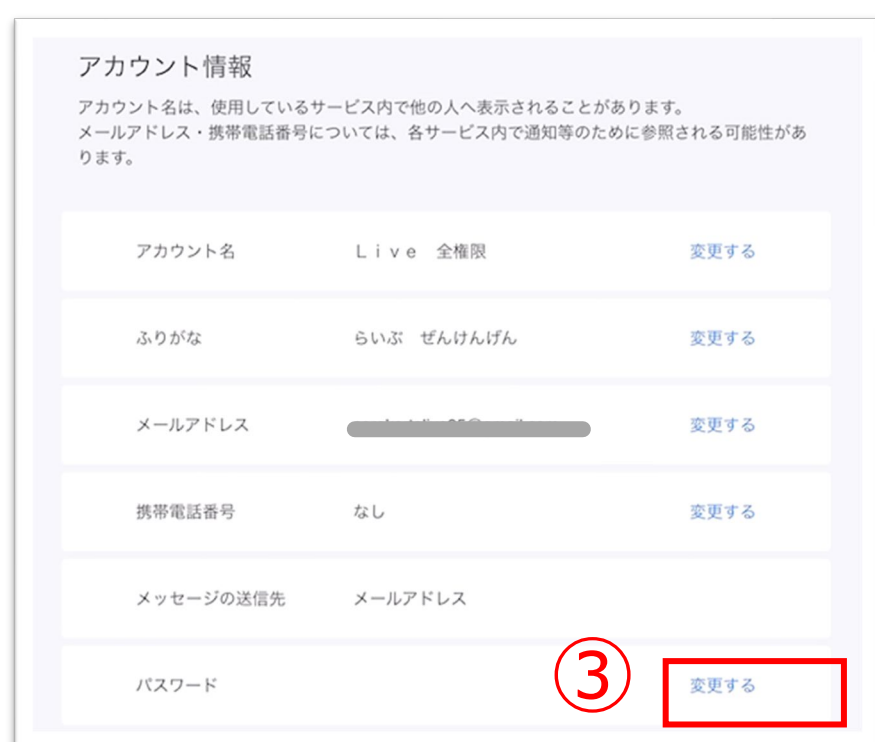 アカウント情報
アカウント名は、使用しているサービス内で他の人へ表示されることがあります。
メールアドレス・携帯電話番号については、各サービス内で通知等のために参照される可能性があ
ります。
アカウント名 Ｌｉｖｅ　全権限 変更する
ふりがな らいぶ　ぜんけんげん 変更する
メールアドレス 変更する
携帯電話番号 なし 変更する
メッセージの送信先 メールアドレス
パスワード ③ 変更する